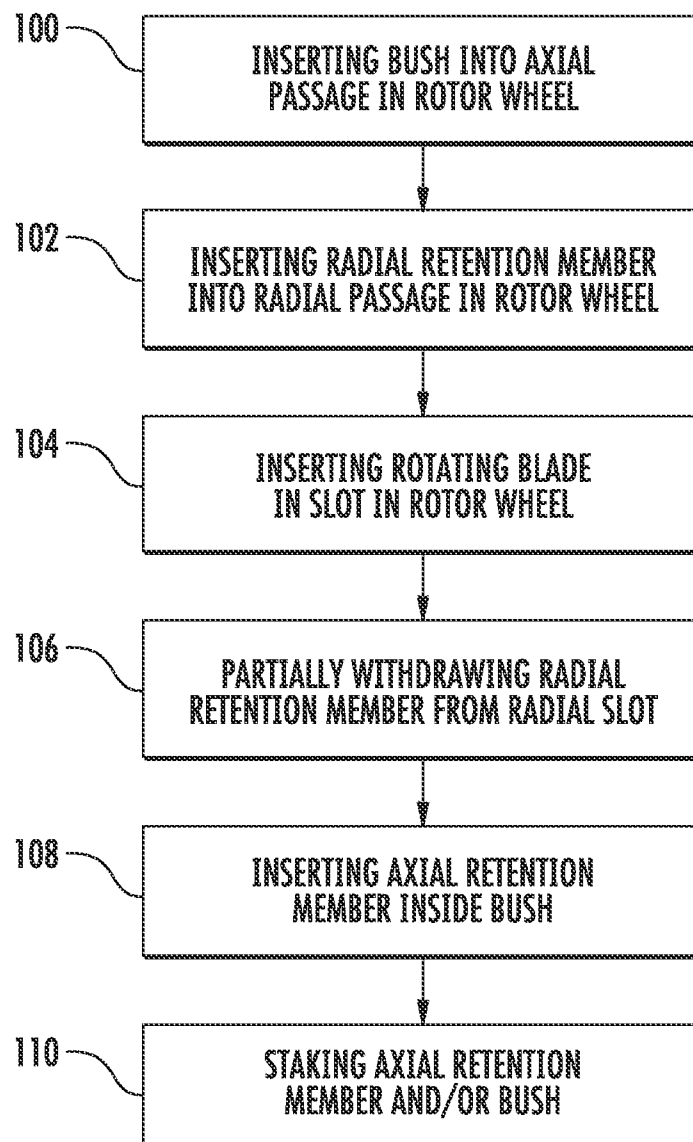 100
INSERTING BUSH INTO AXIAL
PASSAGE IN ROTOR WHEEL
102
INSERTING RADIAL RETENTION MEMBER
INTO RADIAL PASSAGE IN ROTOR WHEEL
104
INSERTING ROTATING BLADE
IN SLOT IN ROTOR WHEEL
106
PARTIALLY WITHDRAWING RADIAL
RETENTION MEMBER FROM RADIAL SLOT
108
INSERTING AXIAL RETENTION
MEMBER INSIDE BUSH
110
STAKING AXIAL RETENTION
MEMBER AND/OR BUSH